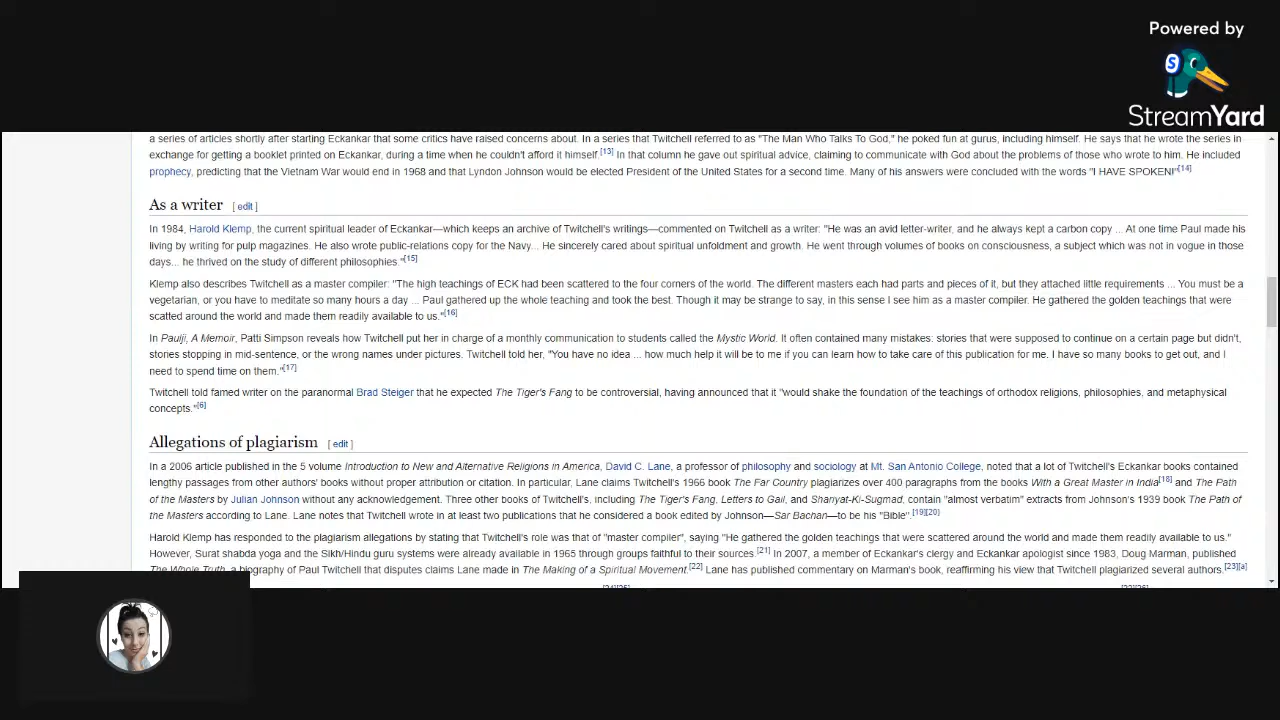 Powered by
StreamYard
a series of articles shortly after starting Eckankar that some critics have raised concerns about. In a series that Twitchell referred to as "The Man Who Talks To God," he poked fun at gurus, including himself. He says that he wrote the series in
exchange for getting a booklet printed on Eckankar, during a time when he couldn't afford it himself.[13] In that column he gave out spiritual advice, claiming to communicate with God about the problems of those who wrote to him. He included
prophecy, predicting that the Vietnam War would end in 1968 and that Lyndon Johnson would be elected President of the United States for a second time. Many of his answers were concluded with the words "I HAVE SPOKEN!"[14]
As a writer [ edit ]
In 1984, Harold Klemp, the current spiritual leader of Eckankar—which keeps an archive of Twitchell's writings—commented on Twitchell as a writer: "He was an avid letter-writer, and he always kept a carbon copy ... At one time Paul made his
living by writing for pulp magazines. He also wrote public-relations copy for the Navy... He sincerely cared about spiritual unfoldment and growth. He went through volumes of books on consciousness, a subject which was not in vogue in those
days... he thrived on the study of different philosophies."[15]
Klemp also describes Twitchell as a master compiler: "The high teachings of ECK had been scattered to the four corners of the world. The different masters each had parts and pieces of it, but they attached little requirements ... You must be a
vegetarian, or you have to meditate so many hours a day ... Paul gathered up the whole teaching and took the best. Though it may be strange to say, in this sense I see him as a master compiler. He gathered the golden teachings that were
scatted around the world and made them readily available to us."[16]
In Paulji, A Memoir, Patti Simpson reveals how Twitchell put her in charge of a monthly communication to students called the Mystic World. It often contained many mistakes: stories that were supposed to continue on a certain page but didn't,
stories stopping in mid-sentence, or the wrong names under pictures. Twitchell told her, "You have no idea ... how much help it will be to me if you can learn how to take care of this publication for me. I have so many books to get out, and I
need to spend time on them."[17]
Twitchell told famed writer on the paranormal Brad Steiger that he expected The Tiger's Fang to be controversial, having announced that it "would shake the foundation of the teachings of orthodox religions, philosophies, and metaphysical
concepts."[6]
Allegations of plagiarism [ edit ]
In a 2006 article published in the 5 volume Introduction to New and Alternative Religions in America, David C. Lane, a professor of philosophy and sociology at Mt. San Antonio College, noted that a lot of Twitchell's Eckankar books contained
lengthy passages from other authors' books without proper attribution or citation. In particular, Lane claims Twitchell's 1966 book The Far Country plagiarizes over 400 paragraphs from the books With a Great Master in India[18] and The Path
of the Masters by Julian Johnson without any acknowledgement. Three other books of Twitchell's, including The Tiger's Fang, Letters to Gail, and Shariyat-Ki-Sugmad, contain "almost verbatim" extracts from Johnson's 1939 book The Path of
the Masters according to Lane. Lane notes that Twitchell wrote in at least two publications that he considered a book edited by Johnson—Sar Bachan—to be his "Bible".[19][20]
Harold Klemp has responded to the plagiarism allegations by stating that Twitchell's role was that of "master compiler", saying "He gathered the golden teachings that were scattered around the world and made them readily available to us."
However, Surat shabda yoga and the Sikh/Hindu guru systems were already available in 1965 through groups faithful to their sources.[21] In 2007, a member of Eckankar's clergy and Eckankar apologist since 1983, Doug Marman, published
The Whole Truth, a biography of Paul Twitchell that disputes claims Lane made in The Making of a Spiritual Movement.[22] Lane has published commentary on Marman's book, reaffirming his view that Twitchell plagiarized several authors.[23][a]